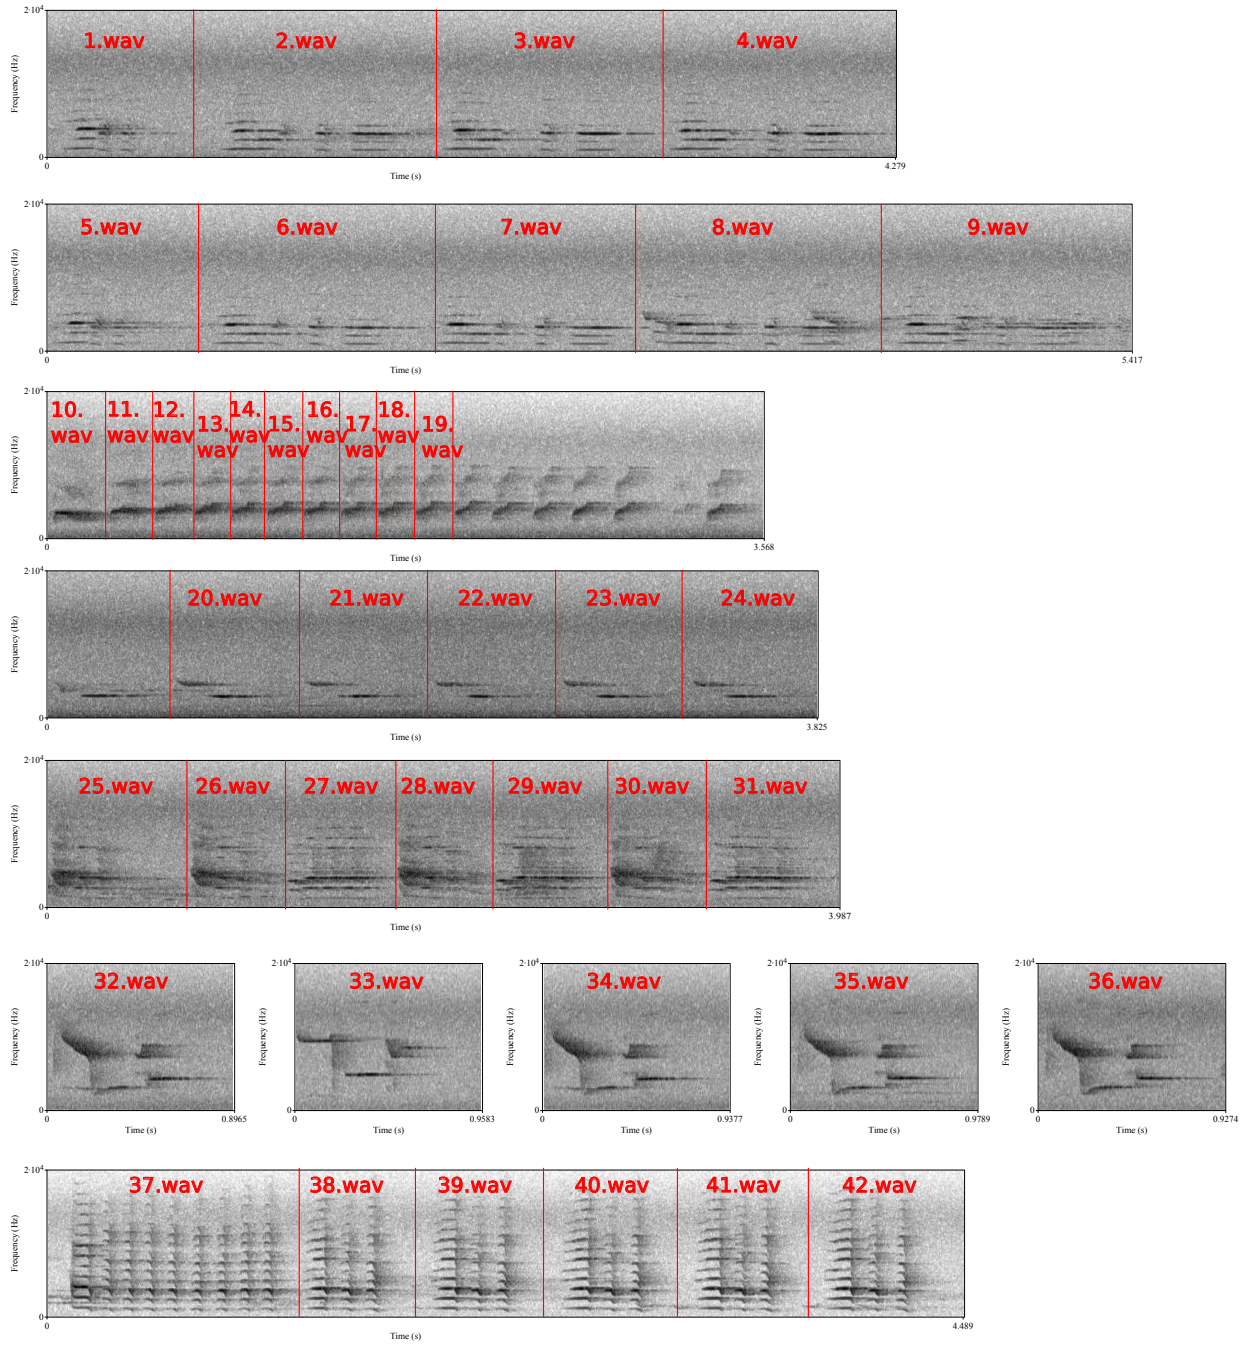 2·10⁴
1.wav 2.wav 3.wav 4.wav
Frequency (Hz)
0
0 4.279
Time (s)
2·10⁴
5.wav 6.wav 7.wav 8.wav 9.wav
Frequency (Hz)
0
0 5.417
Time (s)
2·10⁴
10. wav 11. wav 12. wav 13. wav 14. wav 15. wav 16. wav 17. wav 18. wav 19. wav
Frequency (Hz)
0
0 3.568
Time (s)
2·10⁴
20.wav 21.wav 22.wav 23.wav 24.wav
Frequency (Hz)
0
0 3.825
Time (s)
2·10⁴
25.wav 26.wav 27.wav 28.wav 29.wav 30.wav 31.wav
Frequency (Hz)
0
0 3.987
Time (s)
2·10⁴ 2·10⁴ 2·10⁴ 2·10⁴ 2·10⁴
32.wav 33.wav 34.wav 35.wav 36.wav
Frequency (Hz) Frequency (Hz) Frequency (Hz) Frequency (Hz) Frequency (Hz)
0 0 0 0 0
0 0.8965 0 0.9583 0 0.9377 0 0.9789 0 0.9274
Time (s) Time (s) Time (s) Time (s) Time (s)
2·10⁴
37.wav 38.wav 39.wav 40.wav 41.wav 42.wav
Frequency (Hz)
0
0 4.489
Time (s)